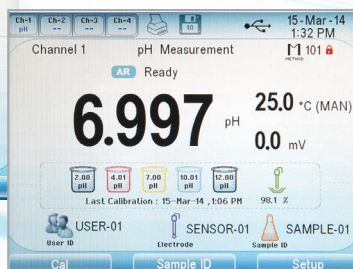 Ch-1 Ch-2 Ch-3 Ch-4 15-Mar-14
pH -- -- -- 10 1:32 PM
Channel 1 pH Measurement M 101
METHOD
AR Ready
6.997 pH
25.0 °C (MAN)
0.0 mV
2.00 pH 4.01 pH 7.00 pH 10.01 pH 12.00 pH
Last Calibration : 15-Mar-14 ,1:06 PM 98.1 %
USER-01 SENSOR-01 SAMPLE-01
User ID Electrode Sample ID
Cal Sample ID Setup